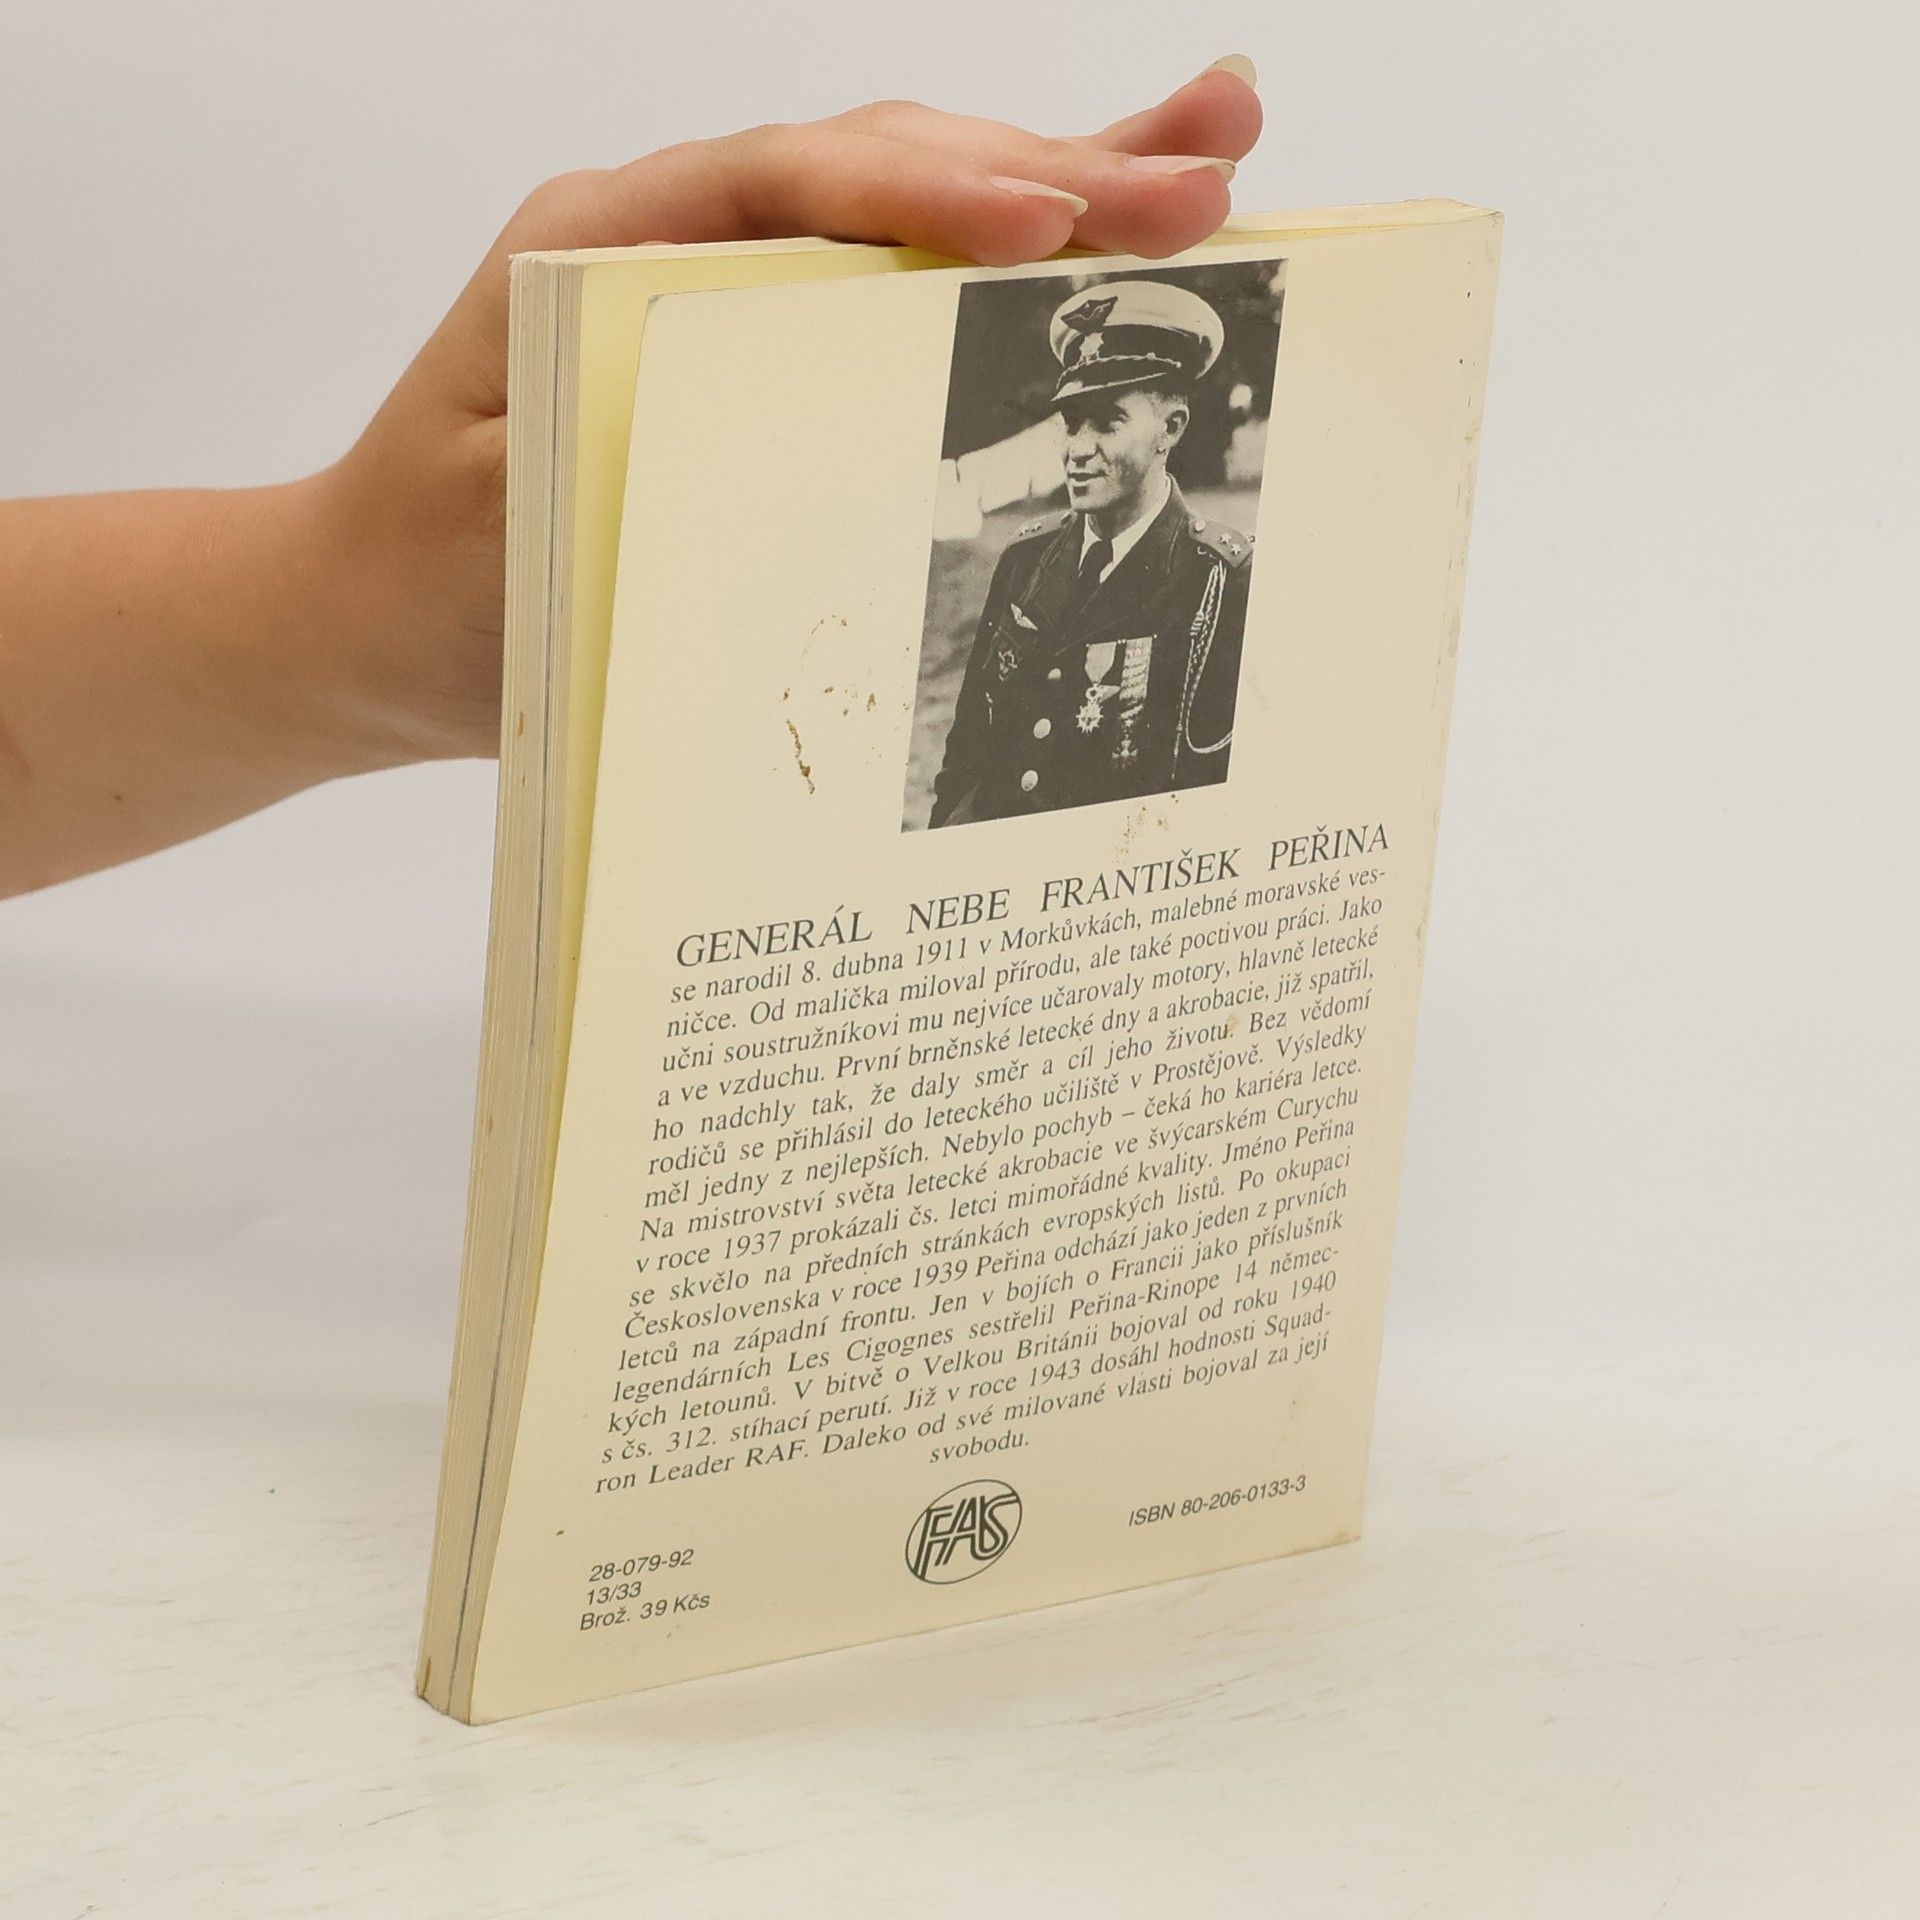 GENERÁL NEBE FRANTIŠEK PEŘINA
se narodil 8. dubna 1911 v Morkůvkách, malebné moravské ves-
ničce. Od malička miloval přírodu, ale také poctivou práci. Jako
učni soustružníkovi mu nejvíce učarovaly motory, hlavně letecké
a ve vzduchu. První brněnské letecké dny a akrobacie, již spatřil,
ho nadchly tak, že daly směr a cíl jeho životu. Bez vědomí
rodičů se přihlásil do leteckého učiliště v Prostějově. Výsledky
měl jedny z nejlepších. Nebylo pochyb – čeká ho kariéra letce.
Na mistrovství světa letecké akrobacie ve švýcarském Curychu
v roce 1937 prokázali čs. letci mimořádné kvality. Jméno Peřina
se skvělo na předních stránkách evropských listů. Po okupaci
Československa v roce 1939 Peřina odchází jako jeden z prvních
letců na západní frontu. Jen v bojích o Francii jako příslušník
legendárních Les Cigognes sestřelil Peřina-Rinope 14 němec-
kých letounů. V bitvě o Velkou Británii bojoval od roku 1940
s čs. 312. stíhací perutí. Již v roce 1943 dosáhl hodnosti Squad-
ron Leader RAF. Daleko od své milované vlasti bojoval za její
svobodu.
28-079-92
13/33
Brož. 39 Kčs
ISBN 80-206-0133-3